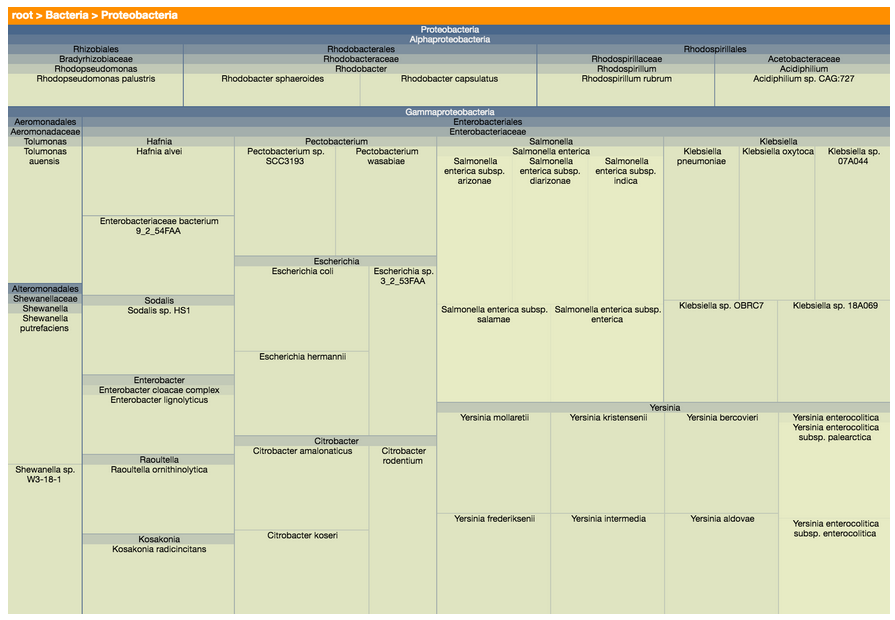 root > Bacteria > Proteobacteria
Proteobacteria
Alphaproteobacteria
Rhizobiales
Bradyrhizobiaceae
Rhodopseudomonas
Rhodopseudomonas palustris
Rhodobacterales
Rhodobacteraceae
Rhodobacter
Rhodobacter sphaeroides
Rhodobacter capsulatus
Rhodospirillales
Rhodospirillaceae
Rhodospirillum
Rhodospirillum rubrum
Acetobacteraceae
Acidiphilium
Acidiphilium sp. CAG:727
Gammaproteobacteria
Aeromonadales
Aeromonadaceae
Tolumonas
Tolumonas
auensis
Alteromonadales
Shewanellaceae
Shewanella
Shewanella
putrefaciens
Shewanella sp.
W3-18-1
Enterobacteriales
Enterobacteriaceae
Hafnia
Hafnia alvei
Enterobacteriaceae bacterium
9_2_54FAA
Sodalis
Sodalis sp. HS1
Enterobacter
Enterobacter cloacae complex
Enterobacter lignolyticus
Raoultella
Raoultella ornithinolytica
Kosakonia
Kosakonia radicincitans
Pectobacterium
Pectobacterium sp.
SCC3193
Pectobacterium
wasabiae
Escherichia
Escherichia coli
Escherichia sp.
3_2_53FAA
Escherichia hermannii
Citrobacter
Citrobacter amalonaticus
Citrobacter
rodentium
Citrobacter koseri
Salmonella
Salmonella enterica
Salmonella
enterica subsp.
arizonae
Salmonella
enterica subsp.
diarizonae
Salmonella
enterica subsp.
indica
Salmonella enterica subsp.
salamae
Salmonella enterica subsp.
enterica
Klebsiella
Klebsiella
pneumoniae
Klebsiella oxytoca
Klebsiella sp.
07A044
Klebsiella sp. OBRC7
Klebsiella sp. 18A069
Yersinia
Yersinia mollaretii
Yersinia kristensenii
Yersinia bercovieri
Yersinia enterocolitica
Yersinia enterocolitica
subsp. palearctica
Yersinia frederiksenii
Yersinia intermedia
Yersinia aldovae
Yersinia enterocolitica
subsp. enterocolitica